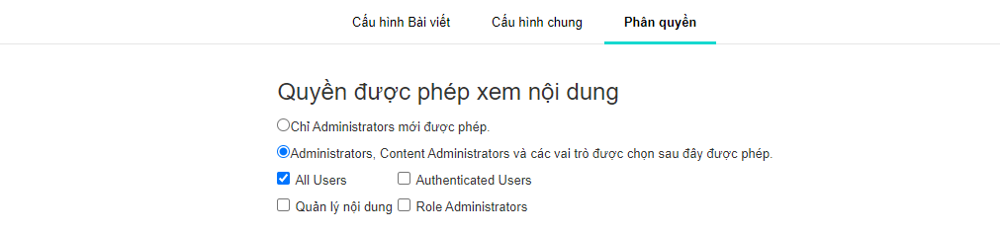 Cấu hình Bài viết Cấu hình chung Phân quyền
Quyền được phép xem nội dung
Chỉ Administrators mới được phép.
Administrators, Content Administrators và các vai trò được chọn sau đây được phép.
All Users Authenticated Users
Quản lý nội dung Role Administrators